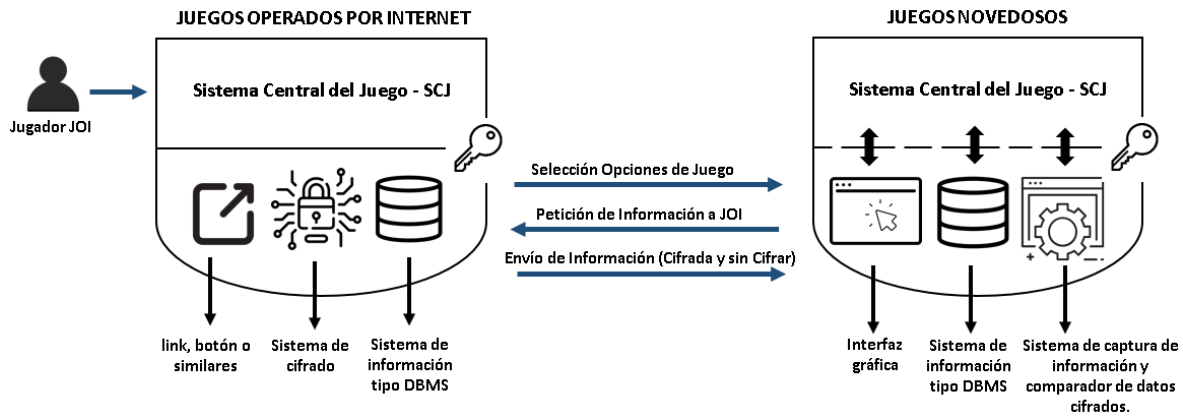 JUEGOS OPERADOS POR INTERNET
JUEGOS NOVEDOSOS
Sistema Central del Juego - SCJ
Sistema Central del Juego - SCJ
Jugador JOI
Selección Opciones de Juego
Petición de Información a JOI
Envío de Información (Cifrada y sin Cifrar)
link, botón o
similares
Sistema de
cifrado
Sistema de
información
tipo DBMS
Interfaz
gráfica
Sistema de
información
tipo DBMS
Sistema de captura de
información y
comparador de datos
cifrados.